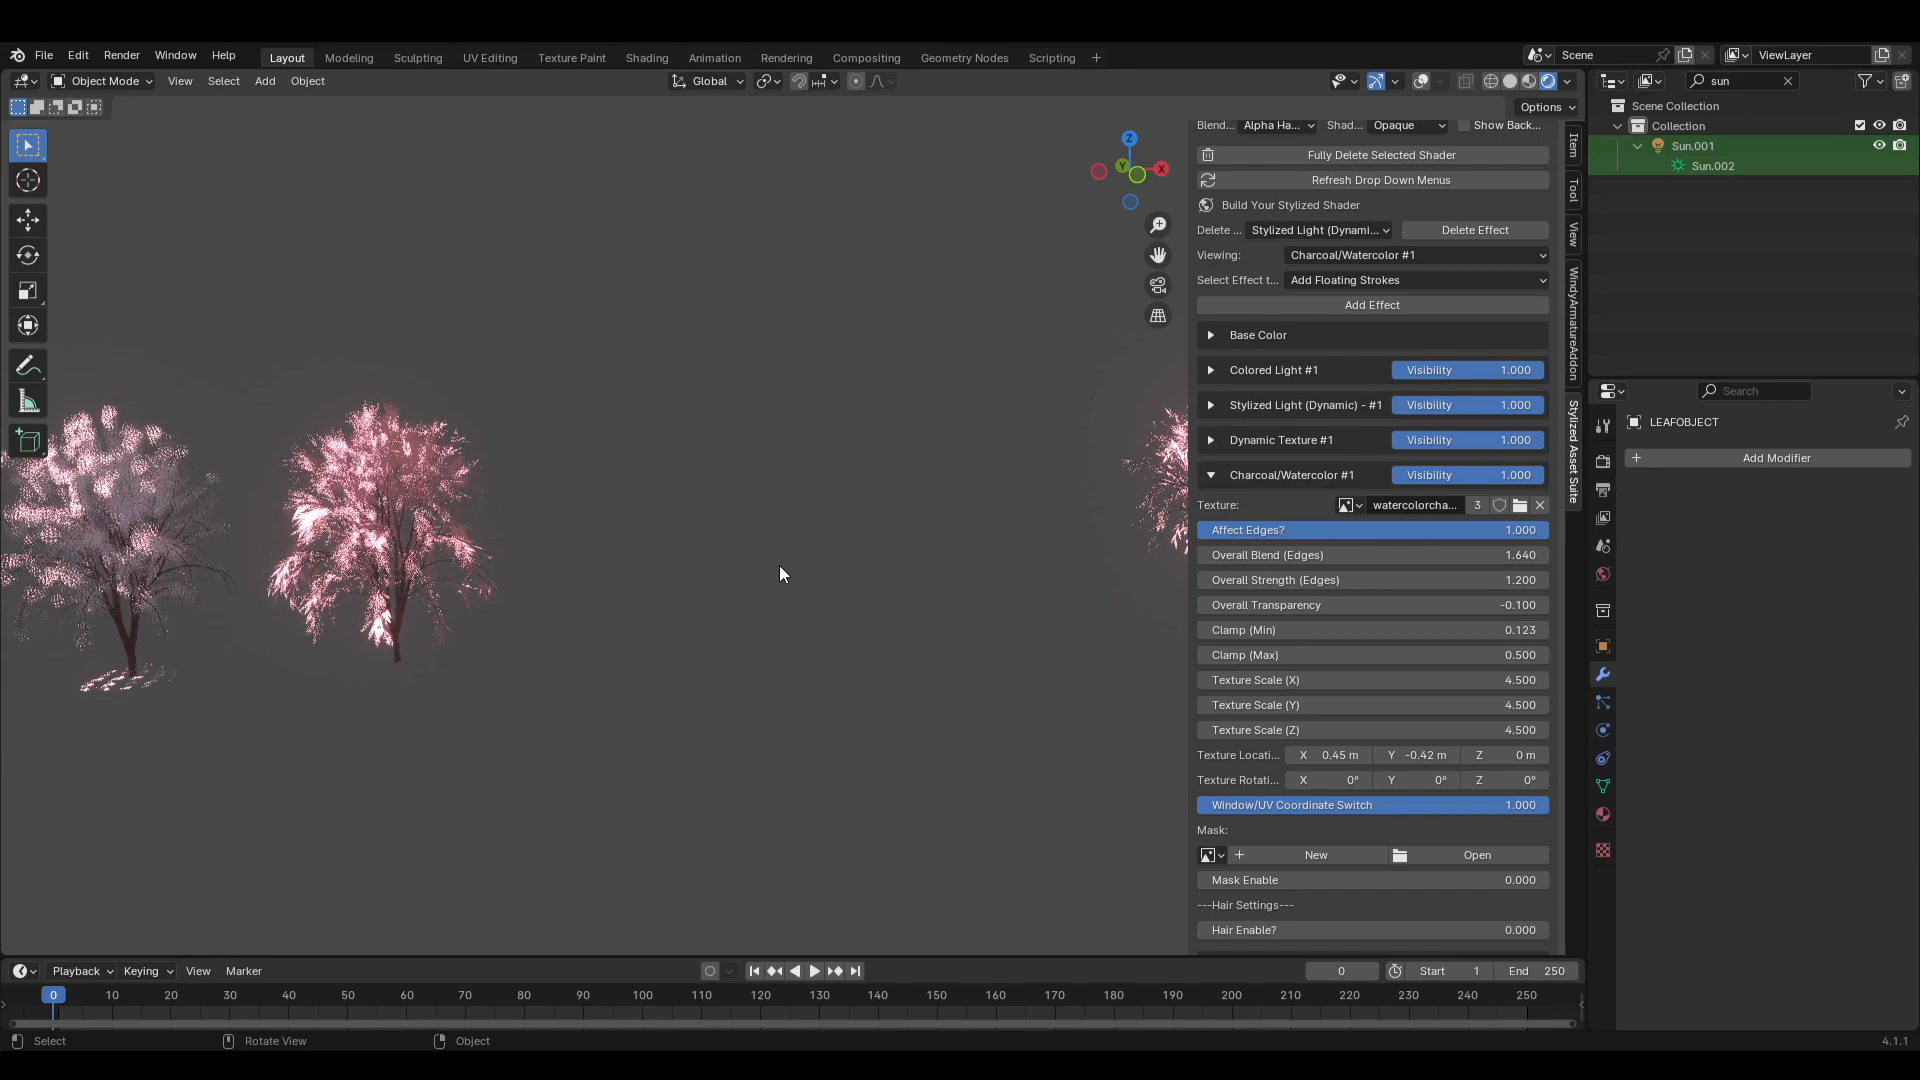 File Edit Render Window Help Layout Modeling Sculpting UV Editing Texture Paint Shading Animation Rendering Compositing Geometry Nodes Scripting + Scene ViewLayer
Object Mode View Select Add Object Global sun
Options
Scene Collection
Collection
Sun.001
Sun.002
Z
Y
X
Item
Tool
View
WindyArmatureAddon
Stylized Asset Suite
Blend... Alpha Ha... Shad... Opaque Show Back...
Fully Delete Selected Shader
Refresh Drop Down Menus
Build Your Stylized Shader
Delete ... Stylized Light (Dynami... Delete Effect
Viewing: Charcoal/Watercolor #1
Select Effect t... Add Floating Strokes
Add Effect
Base Color
Colored Light #1 Visibility 1.000
Stylized Light (Dynamic) - #1 Visibility 1.000
Dynamic Texture #1 Visibility 1.000
Charcoal/Watercolor #1 Visibility 1.000
Texture: watercolorcha... 3
Affect Edges? 1.000
Overall Blend (Edges) 1.640
Overall Strength (Edges) 1.200
Overall Transparency -0.100
Clamp (Min) 0.123
Clamp (Max) 0.500
Texture Scale (X) 4.500
Texture Scale (Y) 4.500
Texture Scale (Z) 4.500
Texture Locati... X 0.45 m Y -0.42 m Z 0 m
Texture Rotati... X 0° Y 0° Z 0°
Window/UV Coordinate Switch 1.000
Mask:
+ New Open
Mask Enable 0.000
---Hair Settings---
Hair Enable? 0.000
Search
LEAFOBJECT
+ Add Modifier
Playback Keying View Marker 0 Start 1 End 250
0 10 20 30 40 50 60 70 80 90 100 110 120 130 140 150 160 170 180 190 200 210 220 230 240 250
Select Rotate View Object 4.1.1